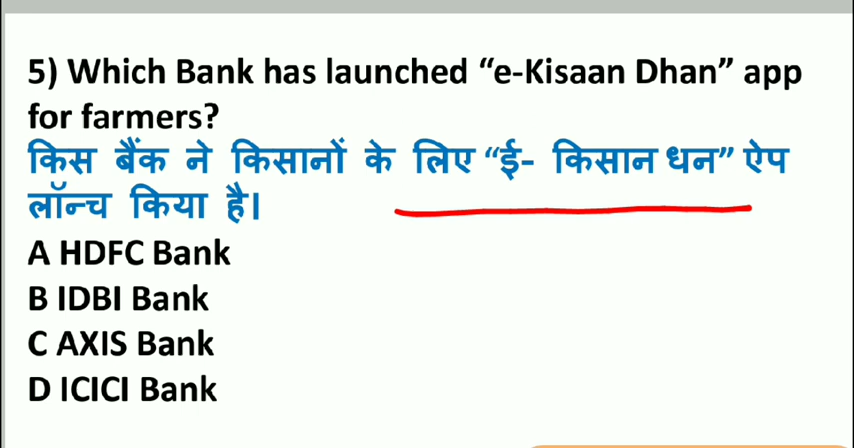 5) Which Bank has launched “e-Kisaan Dhan” app
for farmers?
किस बैंक ने किसानों के लिए “ई- किसान धन” ऐप
लॉन्च किया है।
A HDFC Bank
B IDBI Bank
C AXIS Bank
D ICICI Bank